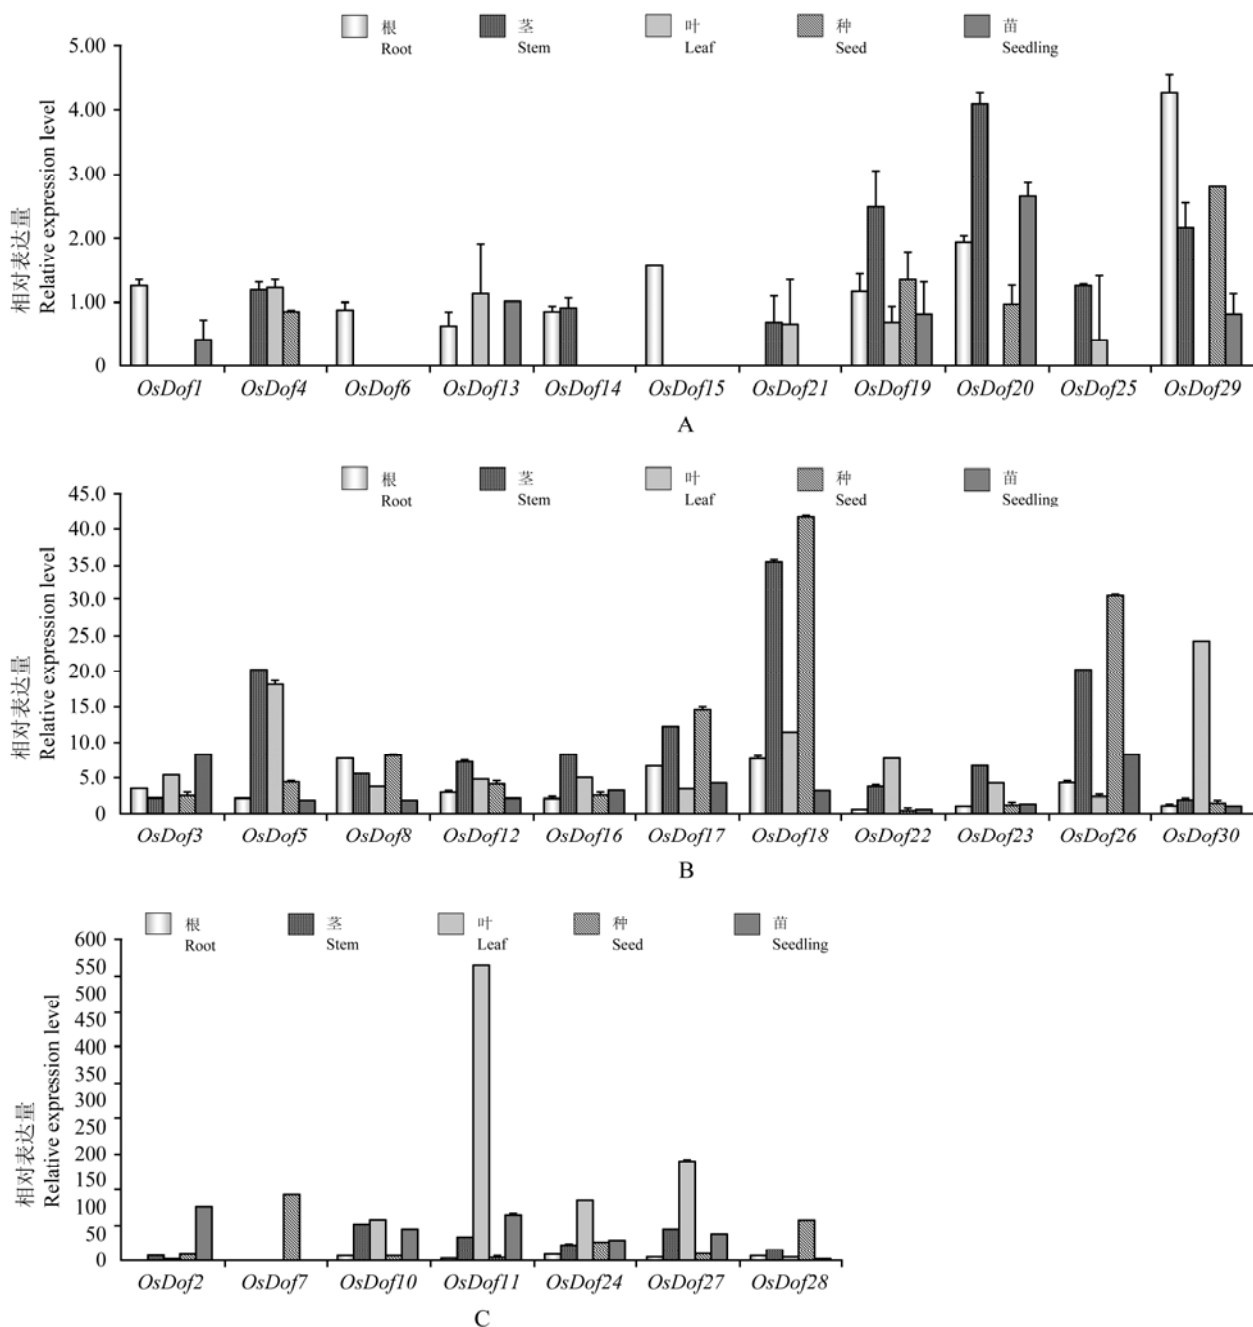 根 茎 叶 种 苗
Root Stem Leaf Seed Seedling
5.00
4.00
3.00
2.00
1.00
0
相对表达量
Relative expression level
OsDof1 OsDof4 OsDof6 OsDof13 OsDof14 OsDof15 OsDof21 OsDof19 OsDof20 OsDof25 OsDof29
A
根 茎 叶 种 苗
Root Stem Leaf Seed Seedling
45.0
40.0
35.0
30.0
25.0
20.0
15.0
10.0
5.0
0
相对表达量
Relative expression level
OsDof3 OsDof5 OsDof8 OsDof12 OsDof16 OsDof17 OsDof18 OsDof22 OsDof23 OsDof26 OsDof30
B
根 茎 叶 种 苗
Root Stem Leaf Seed Seedling
600
550
500
450
400
350
300
250
200
150
100
50
0
相对表达量
Relative expression level
OsDof2 OsDof7 OsDof10 OsDof11 OsDof24 OsDof27 OsDof28
C